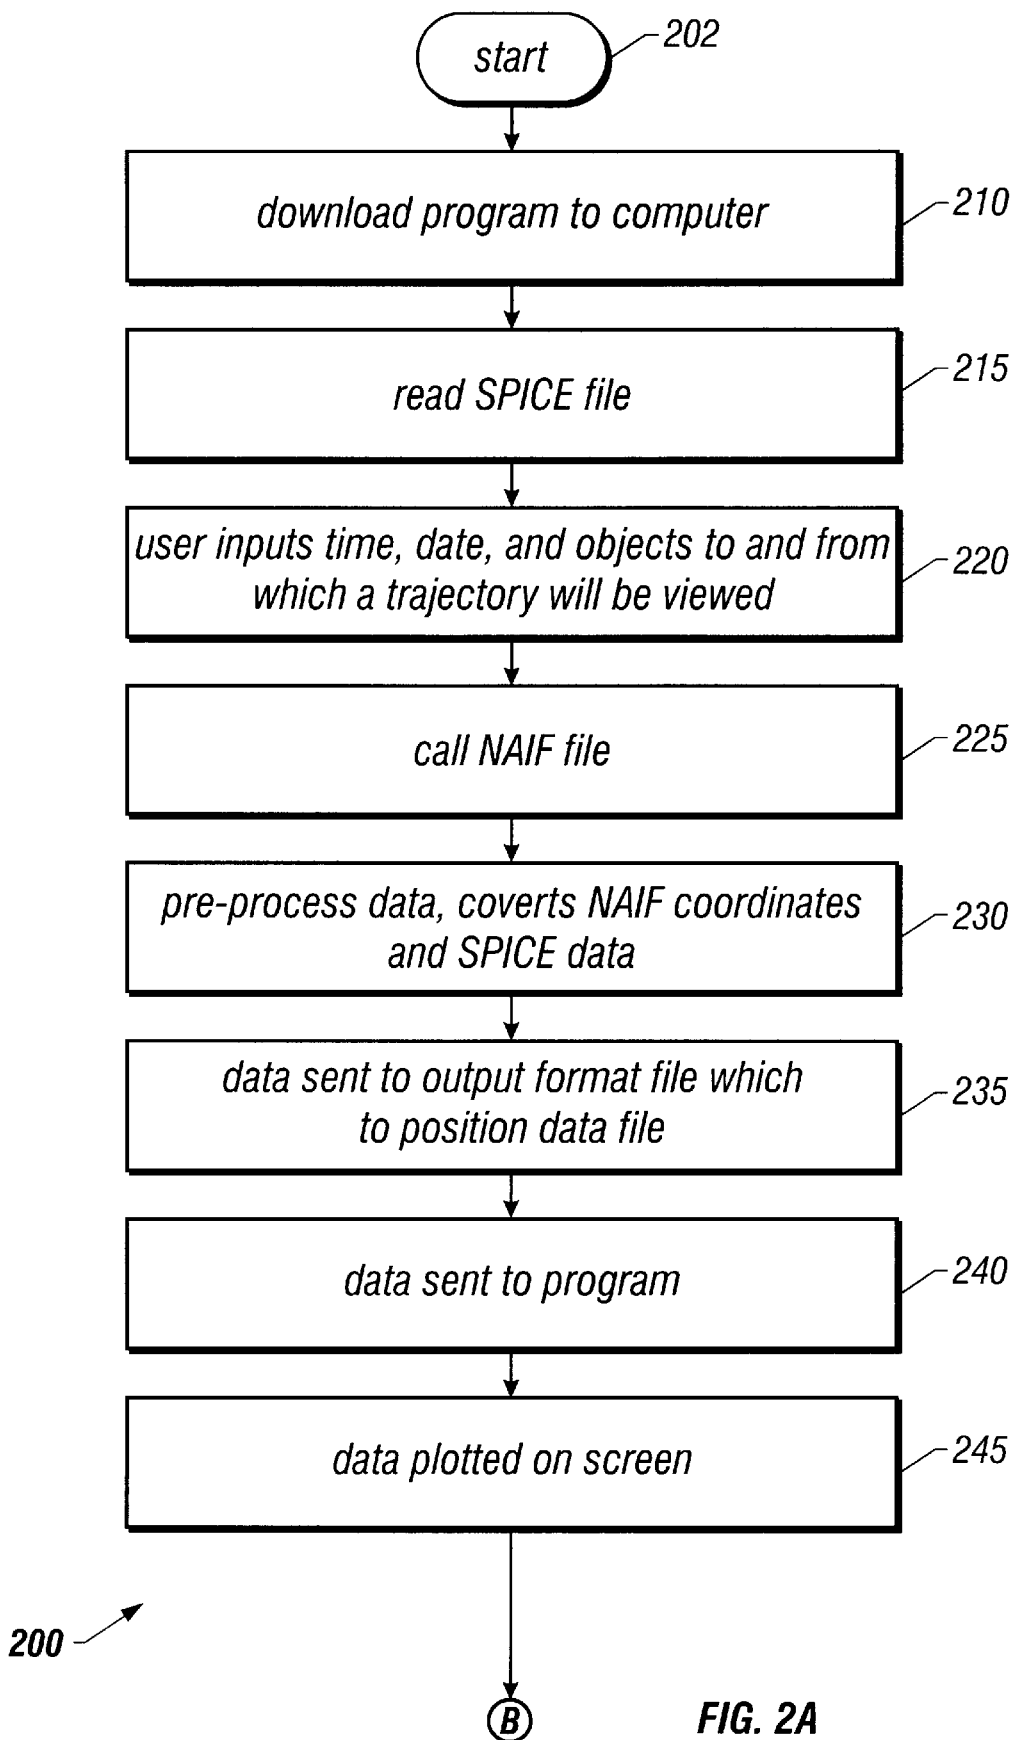 start
202
download program to computer
210
read SPICE file
215
user inputs time, date, and objects to and from
which a trajectory will be viewed
220
call NAIF file
225
pre-process data, coverts NAIF coordinates
and SPICE data
230
data sent to output format file which
to position data file
235
data sent to program
240
data plotted on screen
245
200
B
FIG. 2A